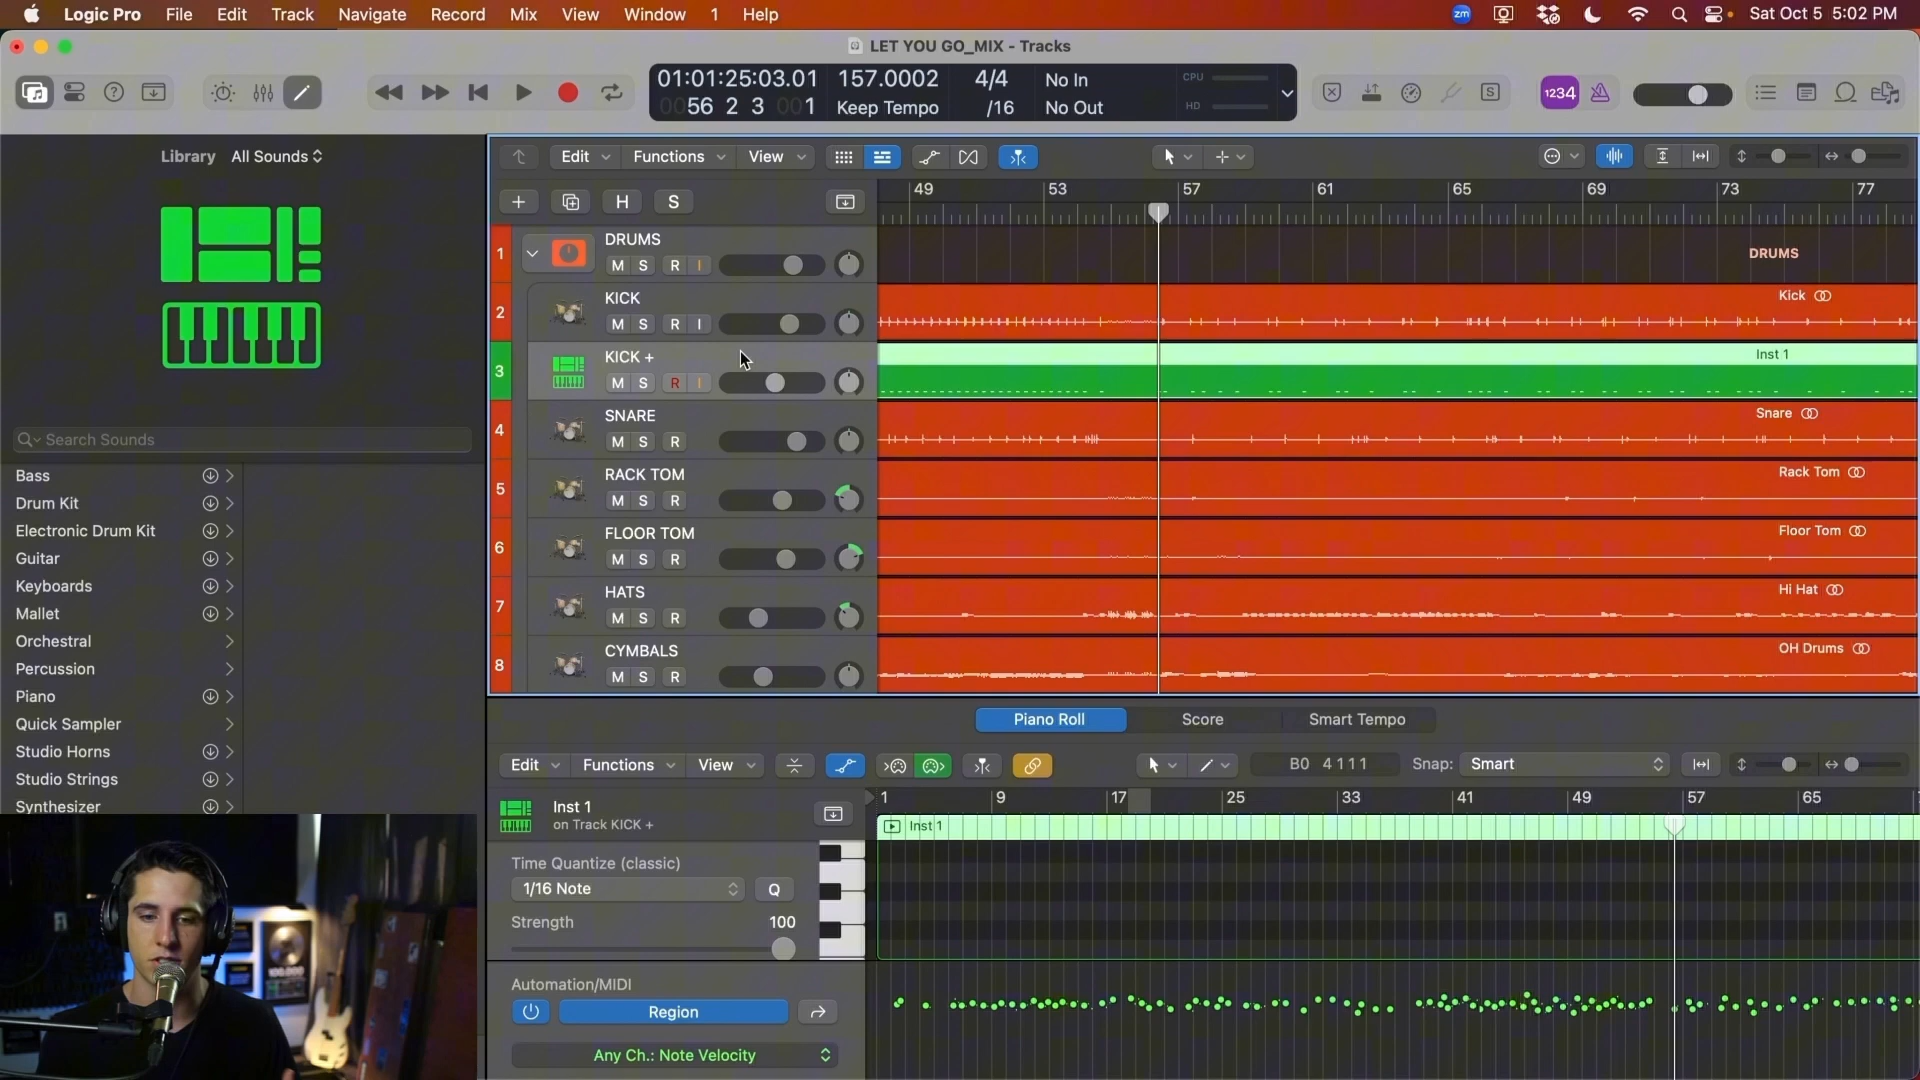 Logic Pro File Edit Track Navigate Record Mix View Window 1 Help
zm Sat Oct 5 5:02 PM
LET YOU GO_MIX - Tracks
01:01:25:03.01 157.0002 4/4 No In CPU
0056 2 3 001 Keep Tempo /16 No Out HD
S 1234
Library All Sounds
Edit Functions View
H S
49 53 57 61 65 69 73 77
1 DRUMS
M S R I
DRUMS
2 KICK
M S R I
Kick
3 KICK +
M S R I
Inst 1
4 SNARE
M S R
Snare
5 RACK TOM
M S R
Rack Tom
6 FLOOR TOM
M S R
Floor Tom
7 HATS
M S R
Hi Hat
8 CYMBALS
M S R
OH Drums
Search Sounds
Bass
Drum Kit
Electronic Drum Kit
Guitar
Keyboards
Mallet
Orchestral
Percussion
Piano
Quick Sampler
Studio Horns
Studio Strings
Synthesizer
Piano Roll Score Smart Tempo
Edit Functions View B0 4 1 1 1 Snap: Smart
1 9 17 25 33 41 49 57 65
Inst 1
on Track KICK +
Inst 1
Time Quantize (classic)
1/16 Note Q
Strength 100
Automation/MIDI
Region
Any Ch.: Note Velocity
100.000